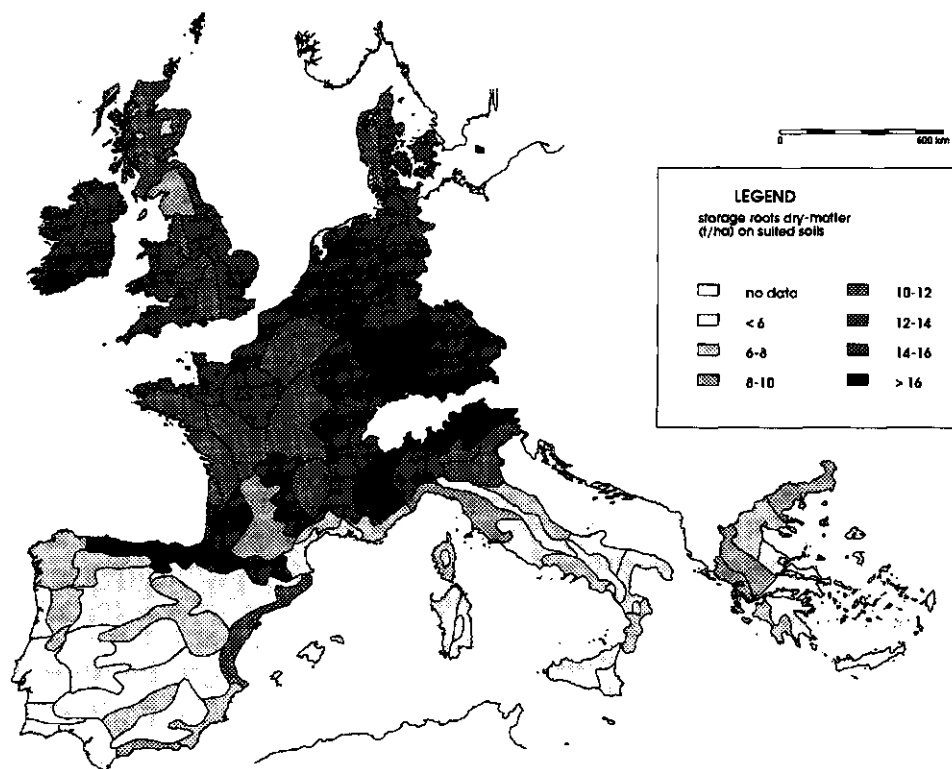 0 600 km
LEGEND
storage roots dry-matter
(t/ha) on suited soils
no data
<6
6-8
8-10
10-12
12-14
14-16
>16